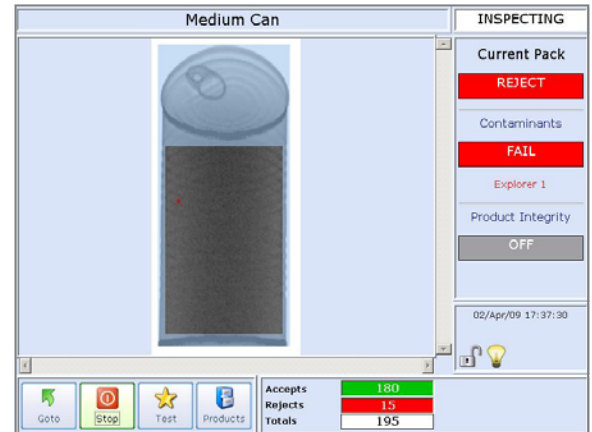 Medium Can
INSPECTING
Current Pack
REJECT
Contaminants
FAIL
Explorer 1
Product Integrity
OFF
02/Apr/09 17:37:30
Goto
Stop
Test
Products
Accepts 180
Rejects 15
Totals 195